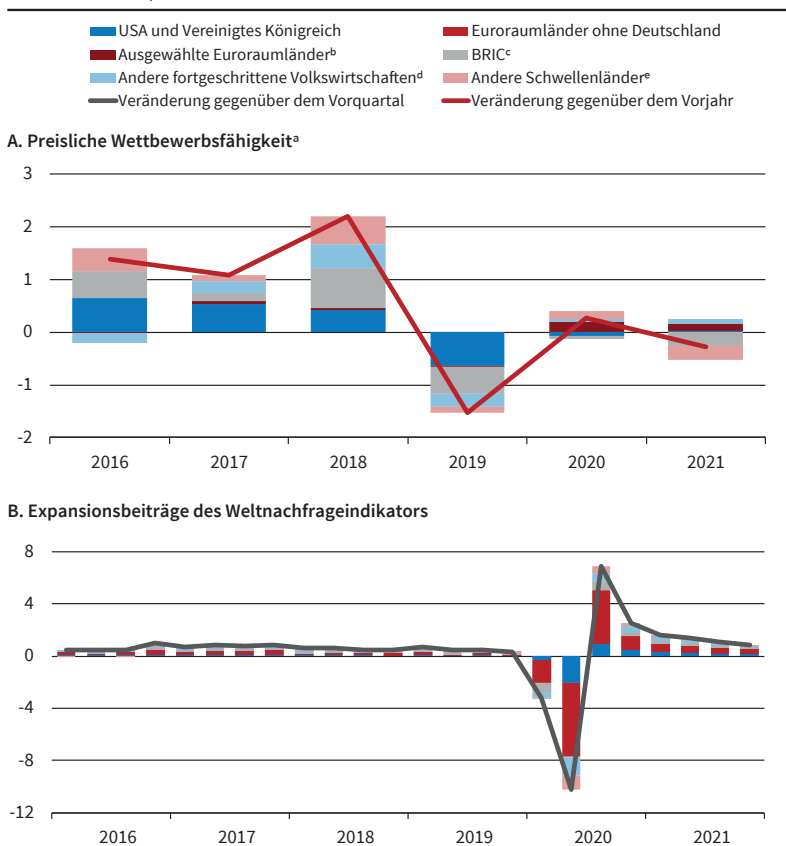 USA und Vereinigtes Königreich
Euroraumländer ohne Deutschland
Ausgewählte Euroraumländerᵇ
BRICᶜ
Andere fortgeschrittene Volkswirtschaftenᵈ
Andere Schwellenländerᵉ
Veränderung gegenüber dem Vorquartal
Veränderung gegenüber dem Vorjahr
A. Preisliche Wettbewerbsfähigkeitᵃ
3
2
1
0
-1
-2
2016 2017 2018 2019 2020 2021
B. Expansionsbeiträge des Weltnachfrageindikators
8
4
0
-4
-8
-12
2016 2017 2018 2019 2020 2021